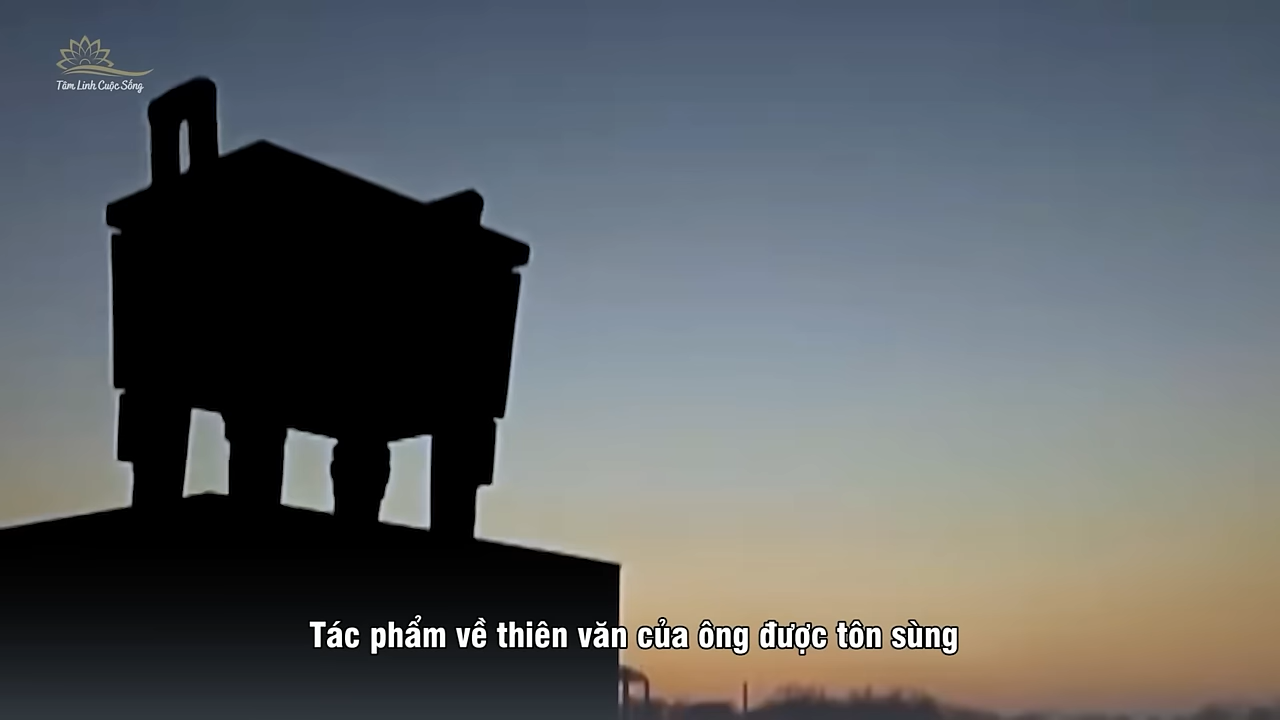 Tâm Linh Cuộc Sống
Tác phẩm về thiên văn của ông được tôn sùng